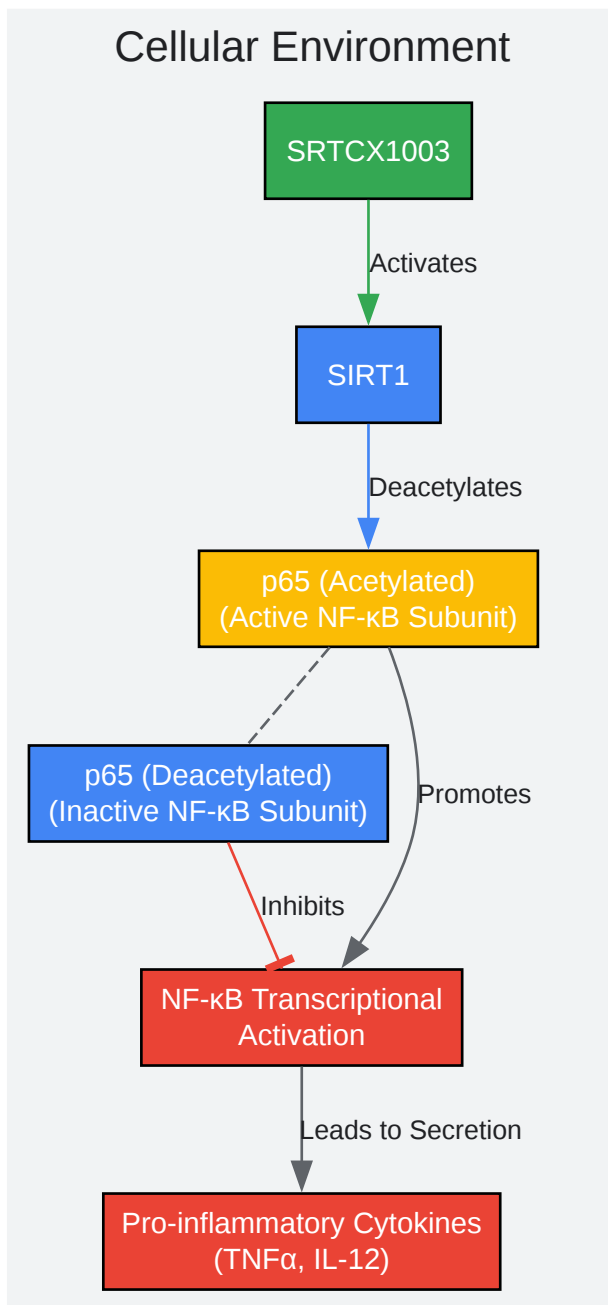 Cellular Environment
SRTCX1003
Activates
SIRT1
Deacetylates
p65 (Acetylated)
(Active NF-κB Subunit)
p65 (Deacetylated)
(Inactive NF-κB Subunit)
Promotes
Inhibits
NF-κB Transcriptional
Activation
Leads to Secretion
Pro-inflammatory Cytokines
(TNFα, IL-12)